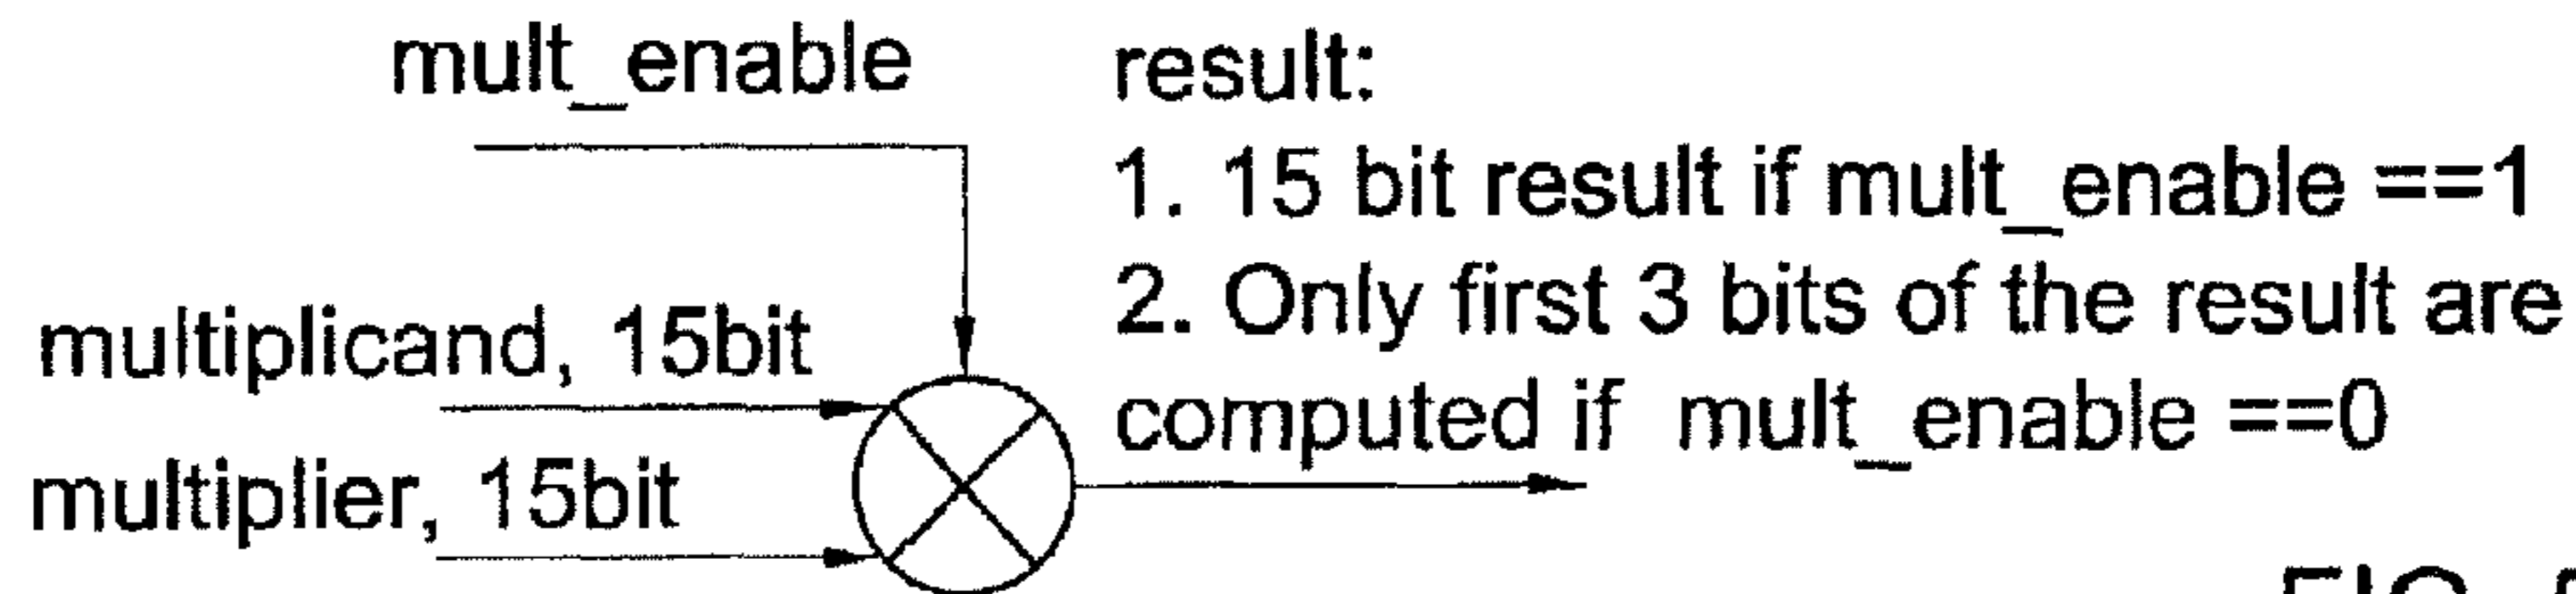 mult_enable
result:
1. 15 bit result if mult_enable ==1
2. Only first 3 bits of the result are
computed if mult_enable ==0
multiplicand, 15bit
multiplier, 15bit